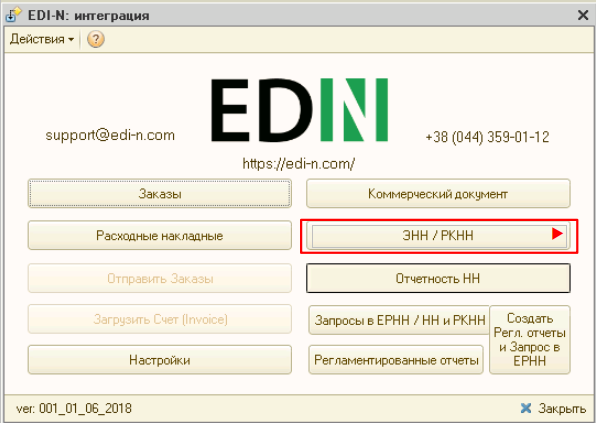 EDI-N: интеграция
Действия
EDIN
support@edi-n.com
+38 (044) 359-01-12
https://edi-n.com/
Заказы
Коммерческий документ
Расходные накладные
ЭНН / РКНН
Отправить Заказы
Отчетность НН
Загрузить Счет (Invoice)
Запросы в ЕРНН / НН и РКНН
Создать
Регл. отчеты
и Запрос в
ЕРНН
Настройки
Регламентированные отчеты
ver: 001_01_06_2018
Закрыть